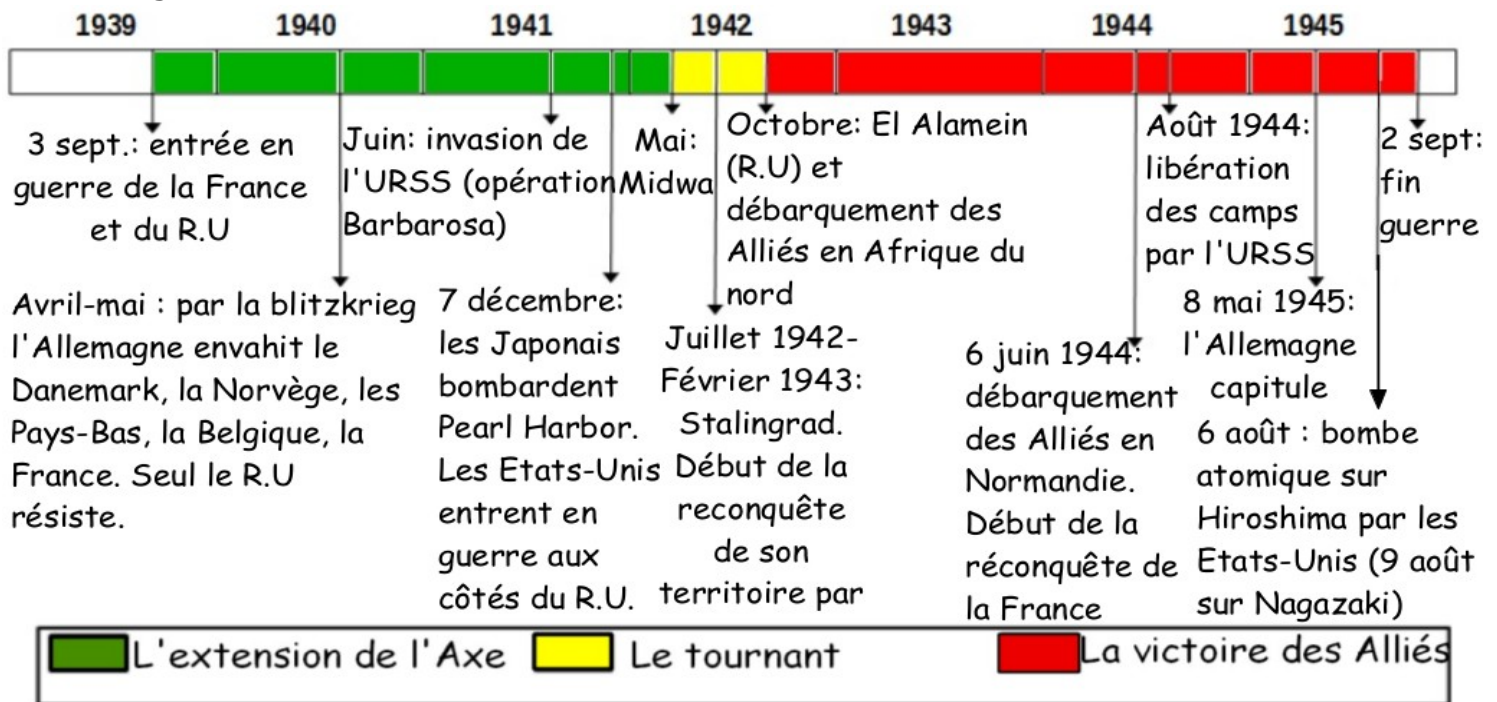 1939 1940 1941 1942 1943 1944 1945
3 sept.: entrée en
guerre de la France
et du R.U
Avril-mai : par la blitzkrieg
l'Allemagne envahit le
Danemark, la Norvège, les
Pays-Bas, la Belgique, la
France. Seul le R.U
résiste.
Juin: invasion de
l'URSS (opération
Barbarosa)
7 décembre:
les Japonais
bombardent
Pearl Harbor.
Les Etats-Unis
entrent en
guerre aux
côtés du R.U.
Mai:
Midwa
Juillet 1942-
Février 1943:
Stalingrad.
Début de la
reconquête
de son
territoire par
Octobre: El Alamein
(R.U) et
débarquement des
Alliés en Afrique du
nord
6 juin 1944:
débarquement
des Alliés en
Normandie.
Début de la
réconquête de
la France
Août 1944:
libération
des camps
par l'URSS
8 mai 1945:
l'Allemagne
capitule
6 août : bombe
atomique sur
Hiroshima par les
Etats-Unis (9 août
sur Nagazaki)
2 sept:
fin
guerre
L'extension de l'Axe
Le tournant
La victoire des Alliés